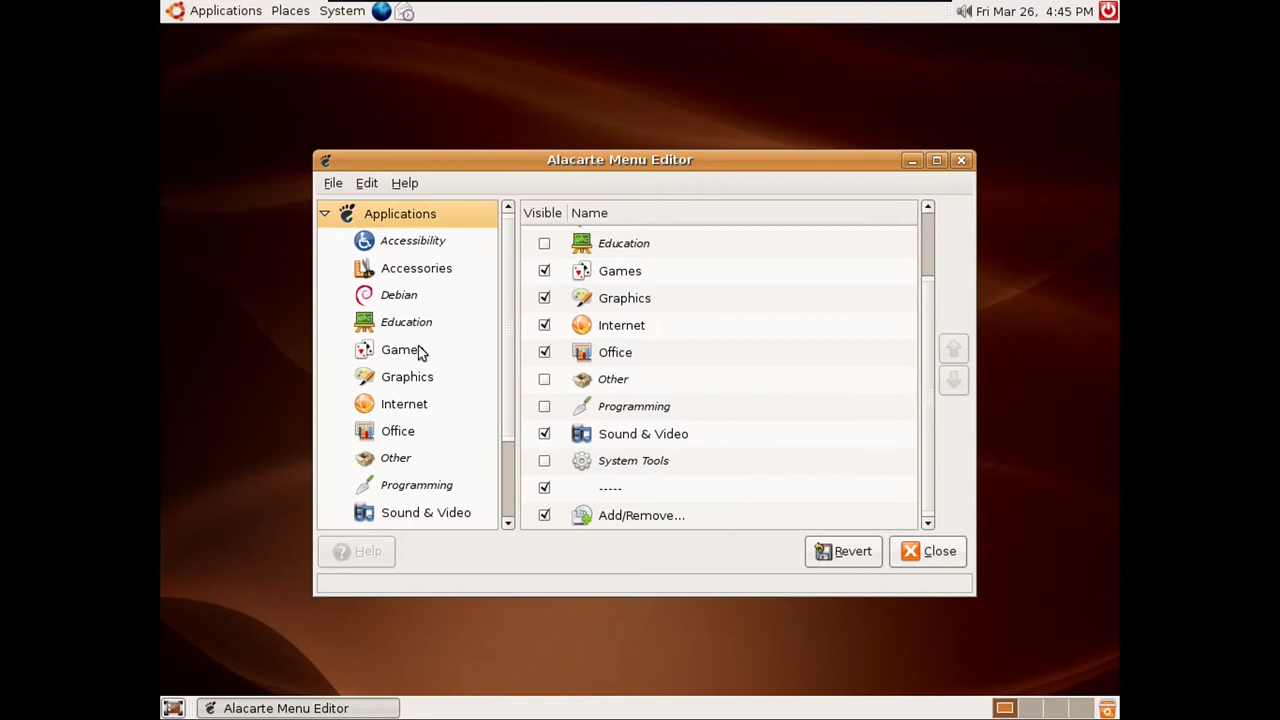 Applications Places System Fri Mar 26, 4:45 PM
Alacarte Menu Editor
File Edit Help
Applications
Accessibility
Accessories
Debian
Education
Games
Graphics
Internet
Office
Other
Programming
Sound & Video
Visible Name
Education
Games
Graphics
Internet
Office
Other
Programming
Sound & Video
System Tools
-----
Add/Remove...
Help Revert Close
Alacarte Menu Editor